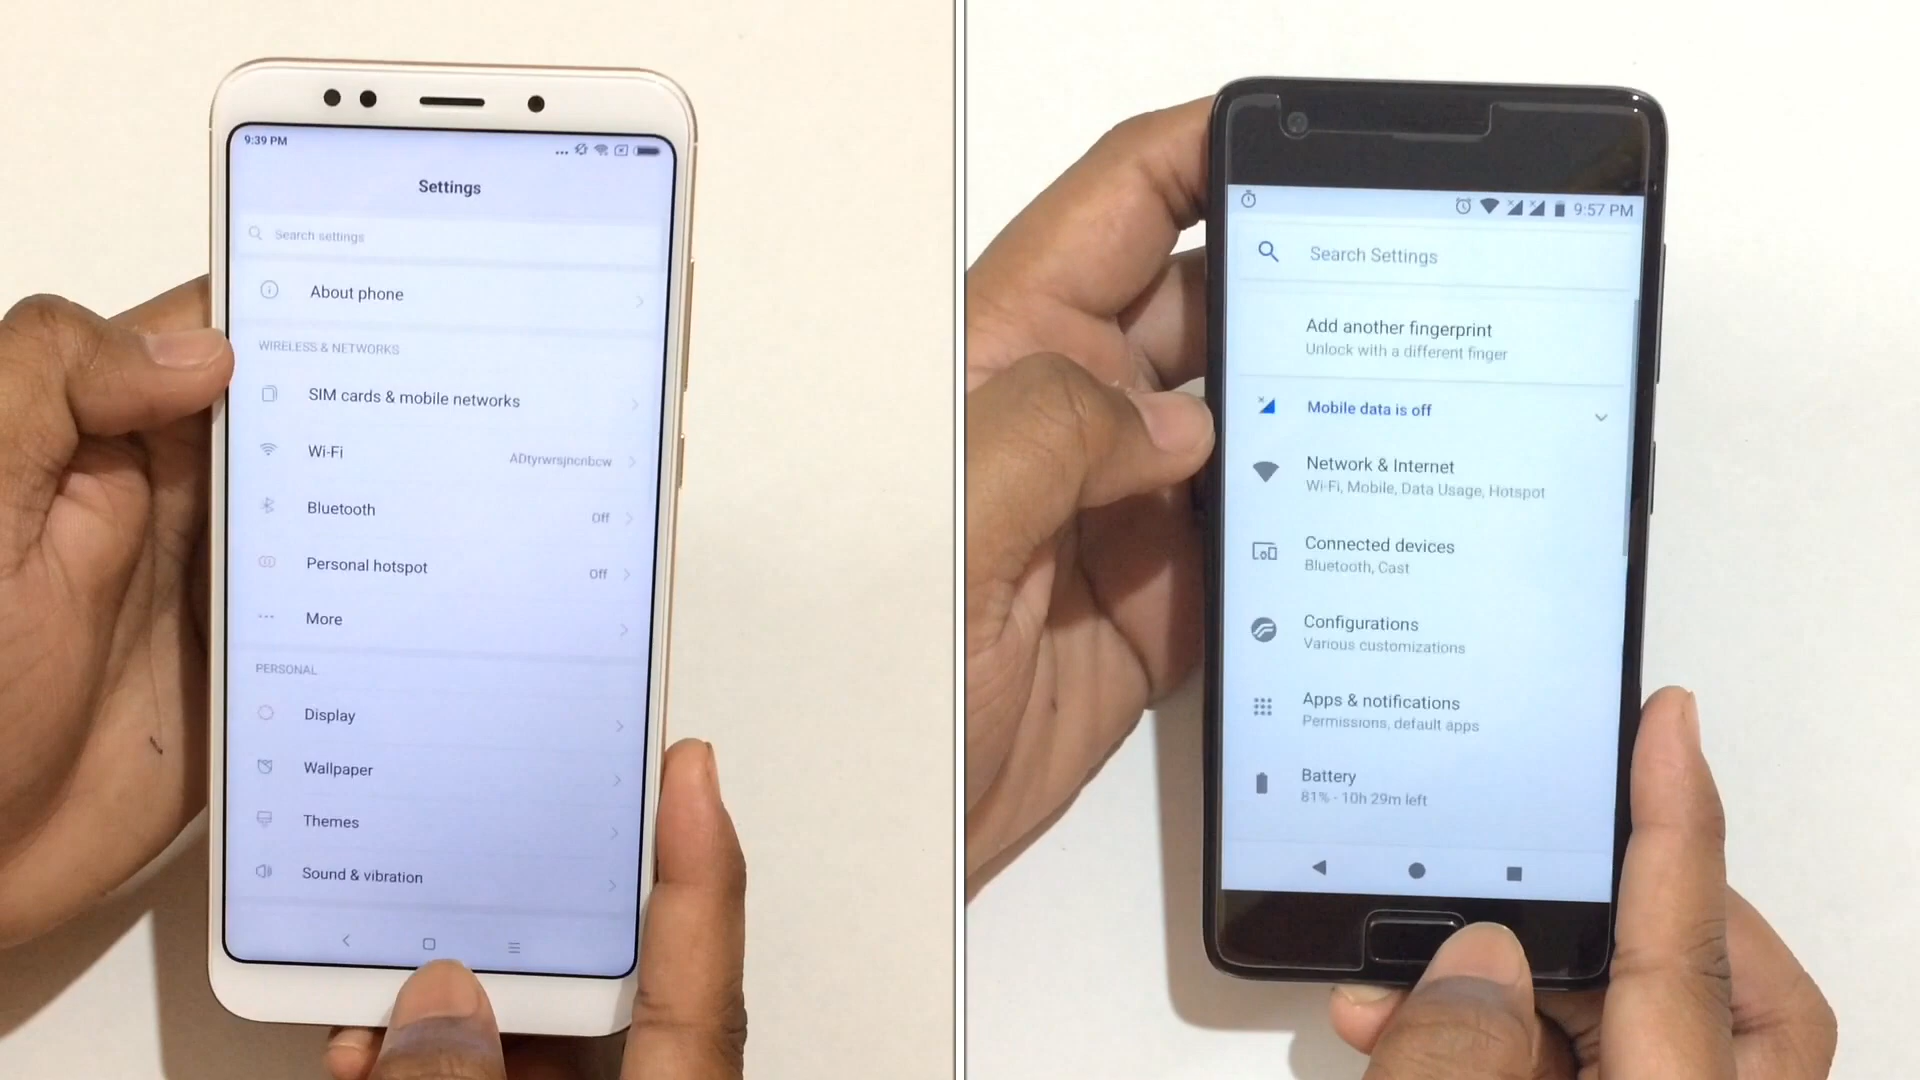 9:39 PM
Settings
Search settings
About phone
WIRELESS & NETWORKS
SIM cards & mobile networks
Wi-Fi ADtyrwrsjncnbcw
Bluetooth Off
Personal hotspot Off
More
PERSONAL
Display
Wallpaper
Themes
Sound & vibration
9:57 PM
Search Settings
Add another fingerprint
Unlock with a different finger
Mobile data is off
Network & Internet
Wi-Fi, Mobile, Data Usage, Hotspot
Connected devices
Bluetooth, Cast
Configurations
Various customizations
Apps & notifications
Permissions, default apps
Battery
81% - 10h 29m left